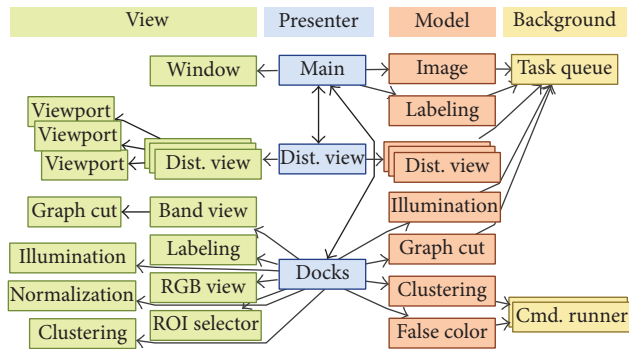 View Presenter Model Background
Window Main Image Task queue
Labeling
Viewport
Viewport
Viewport Dist. view Dist. view Dist. view
Graph cut Band view Illumination
Labeling Graph cut
Illumination Docks
RGB view Clustering
Normalization
ROI selector False color Cmd. runner
Clustering